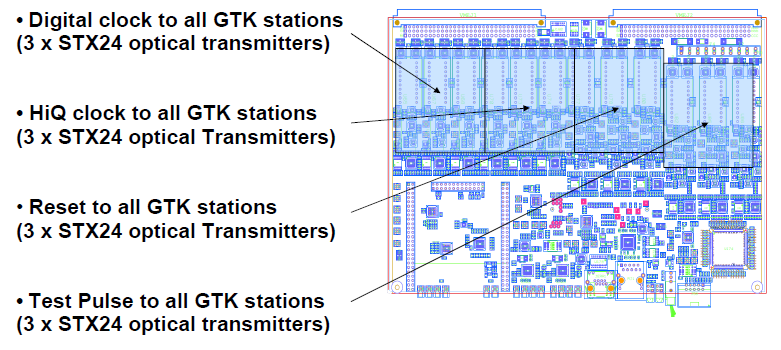 • Digital clock to all GTK stations
(3 x STX24 optical transmitters)
• HiQ clock to all GTK stations
(3 x STX24 optical Transmitters)
• Reset to all GTK stations
(3 x STX24 optical Transmitters)
• Test Pulse to all GTK stations
(3 x STX24 optical transmitters)